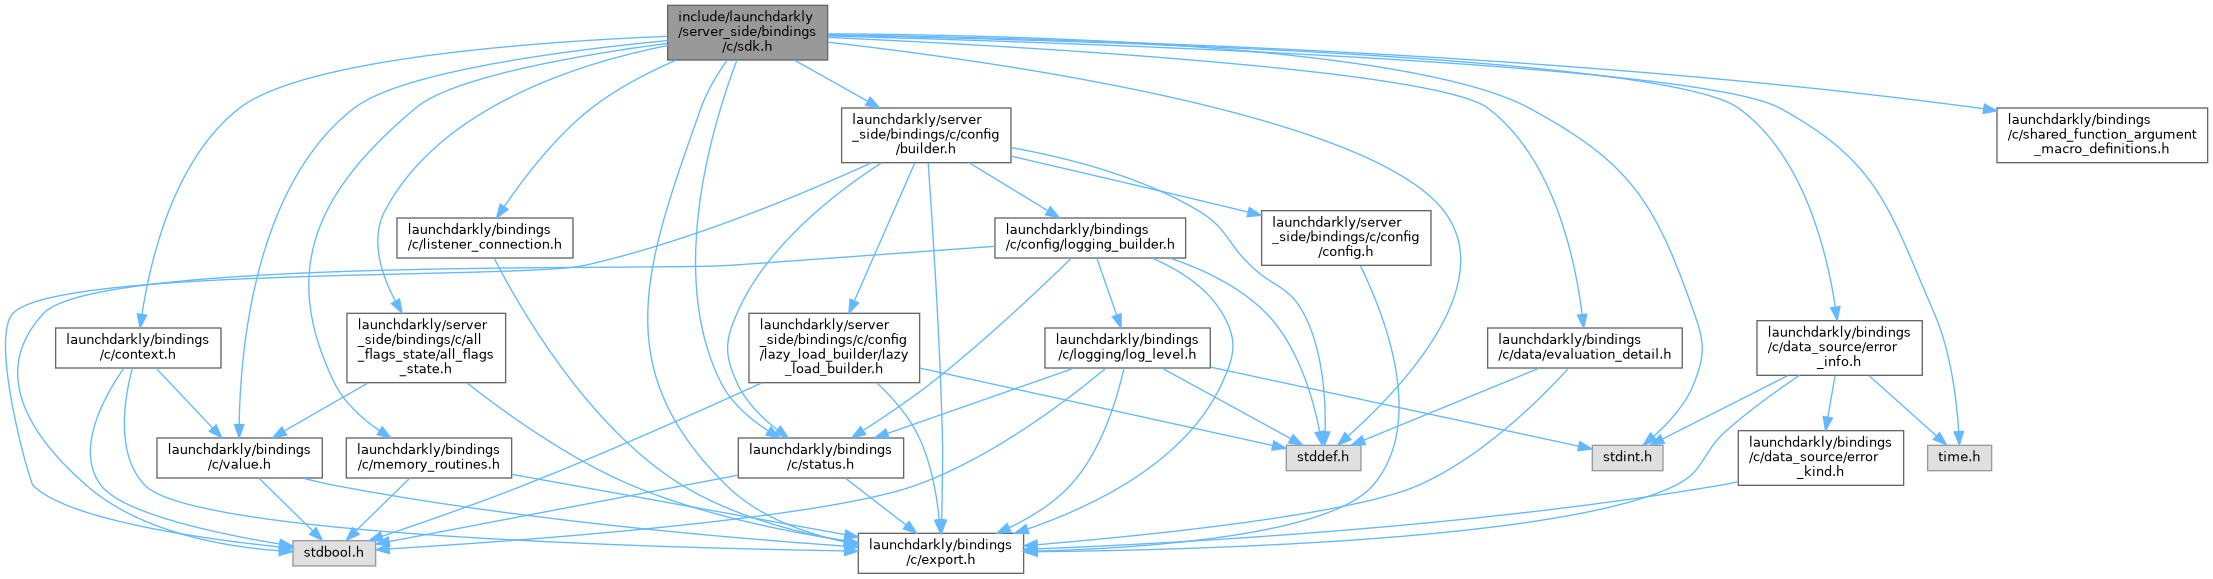 include/launchdarkly
/server_side/bindings
/c/sdk.h
launchdarkly/server
_side/bindings/c/config
/builder.h
launchdarkly/bindings
/c/shared_function_argument
_macro_definitions.h
launchdarkly/bindings
/c/listener_connection.h
launchdarkly/bindings
/c/config/logging_builder.h
launchdarkly/server
_side/bindings/c/config
/config.h
launchdarkly/bindings
/c/context.h
launchdarkly/server
_side/bindings/c/all
_flags_state/all_flags
_state.h
launchdarkly/server
_side/bindings/c/config
/lazy_load_builder/lazy
_load_builder.h
launchdarkly/bindings
/c/logging/log_level.h
launchdarkly/bindings
/c/data/evaluation_detail.h
launchdarkly/bindings
/c/data_source/error
_info.h
launchdarkly/bindings
/c/value.h
launchdarkly/bindings
/c/memory_routines.h
launchdarkly/bindings
/c/status.h
stddef.h
stdint.h
launchdarkly/bindings
/c/data_source/error
_kind.h
time.h
stdbool.h
launchdarkly/bindings
/c/export.h